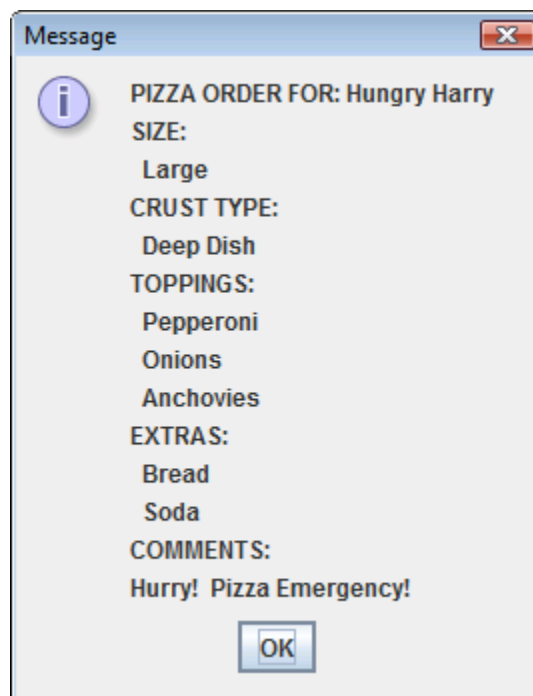 Message
PIZZA ORDER FOR: Hungry Harry
SIZE:
Large
CRUST TYPE:
Deep Dish
TOPPINGS:
Pepperoni
Onions
Anchovies
EXTRAS:
Bread
Soda
COMMENTS:
Hurry!  Pizza Emergency!
OK